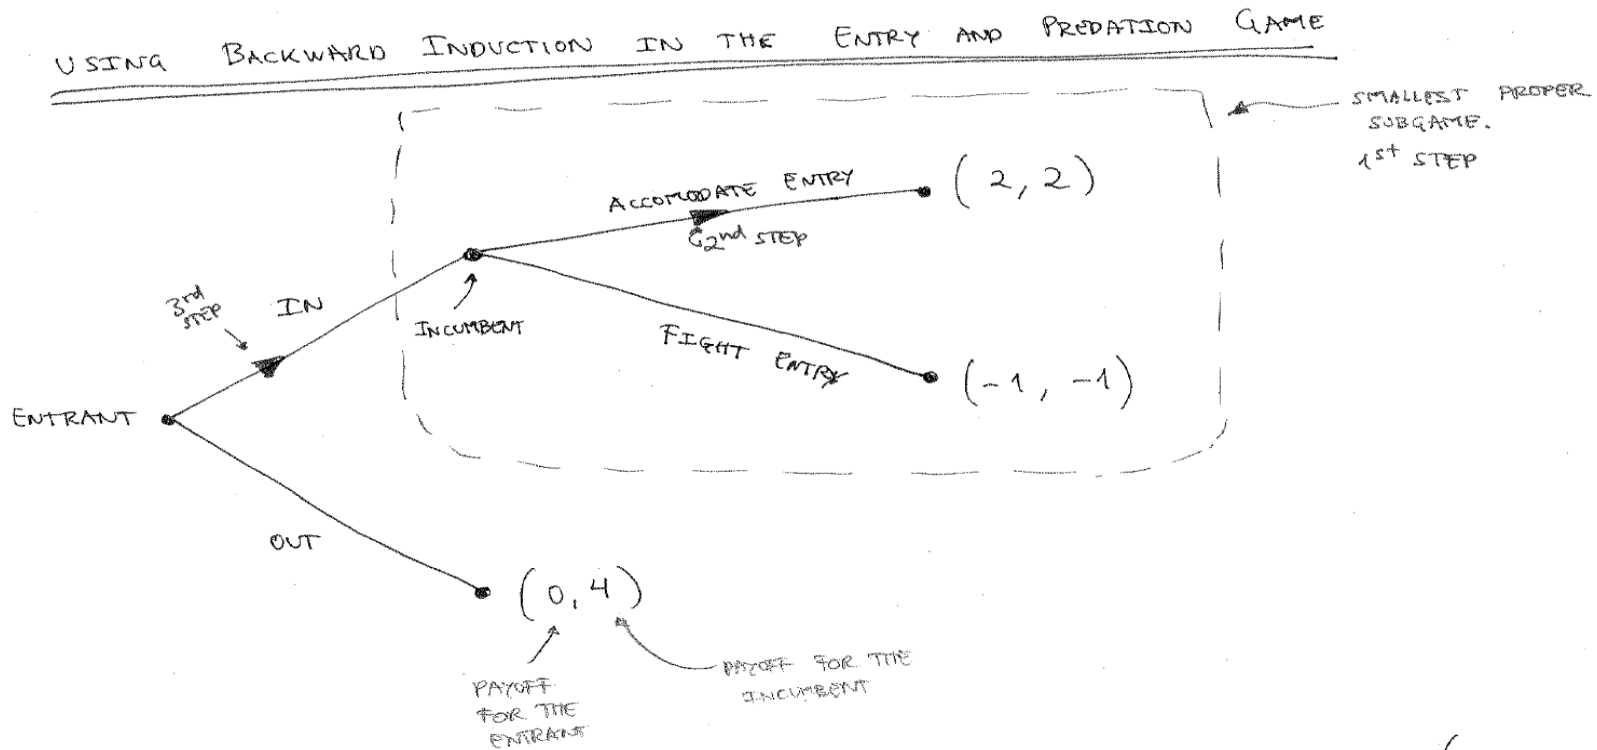 USING BACKWARD INDUCTION IN THE ENTRY AND PREDATION GAME
SMALLEST PROPER
SUBGAME.
1st STEP
ACCOMODATE ENTRY
(2, 2)
2nd STEP
3rd
STEP
IN
INCUMBENT
FIGHT ENTRY
(-1, -1)
ENTRANT
OUT
(0, 4)
PAYOFF
FOR THE
ENTRANT
PAYOFF FOR THE
INCUMBENT